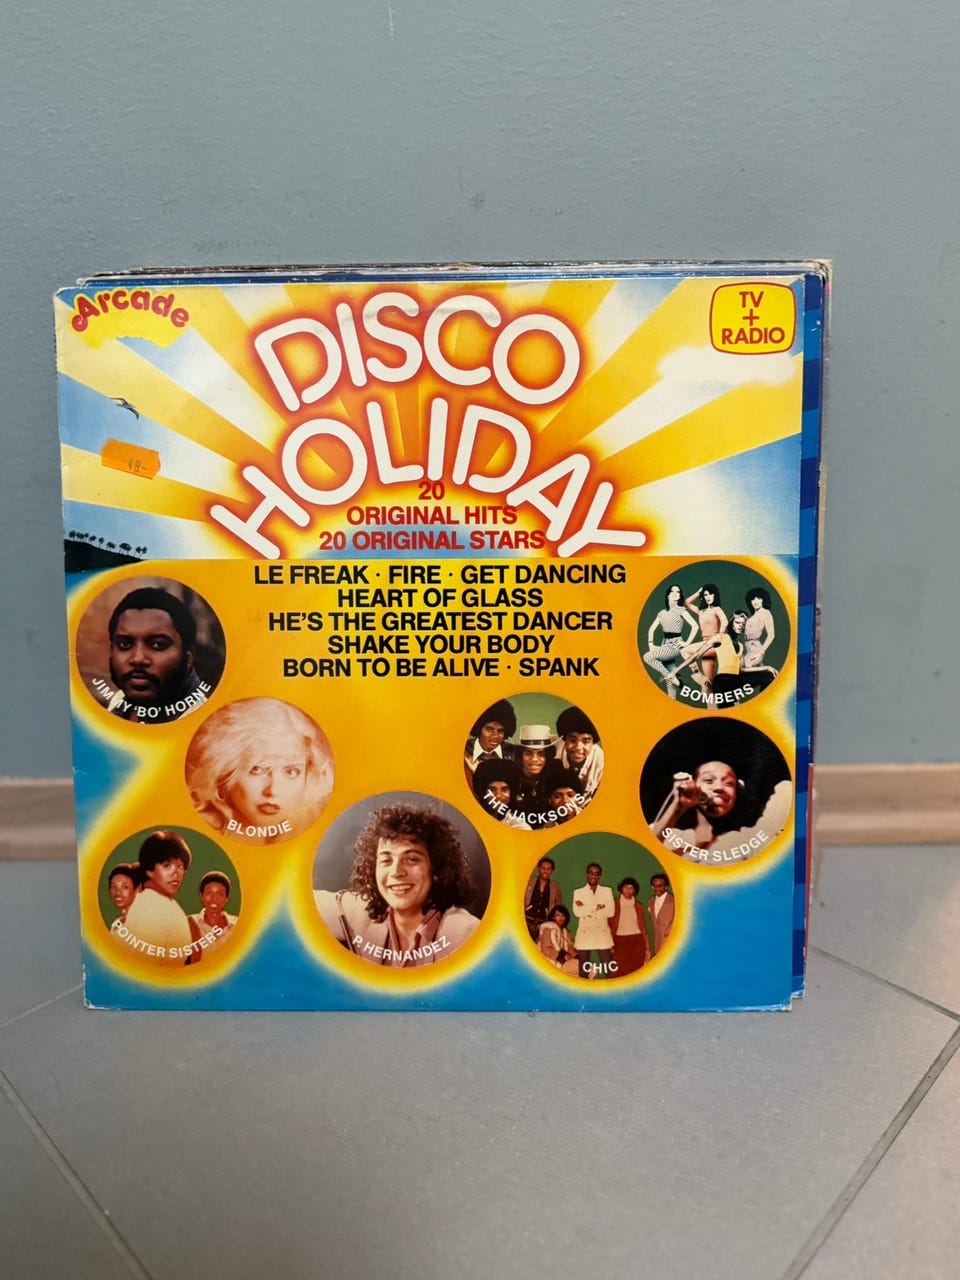 Arcade
TV
+
RADIO
DISCO
HOLIDAY
20
ORIGINAL HITS
20 ORIGINAL STARS
LE FREAK · FIRE · GET DANCING
HEART OF GLASS
HE'S THE GREATEST DANCER
SHAKE YOUR BODY
BORN TO BE ALIVE · SPANK
JIMMY 'BO' HORNE
BOMBERS
BLONDIE
THE JACKSONS
SISTER SLEDGE
POINTER SISTERS
P. HERNANDEZ
CHIC